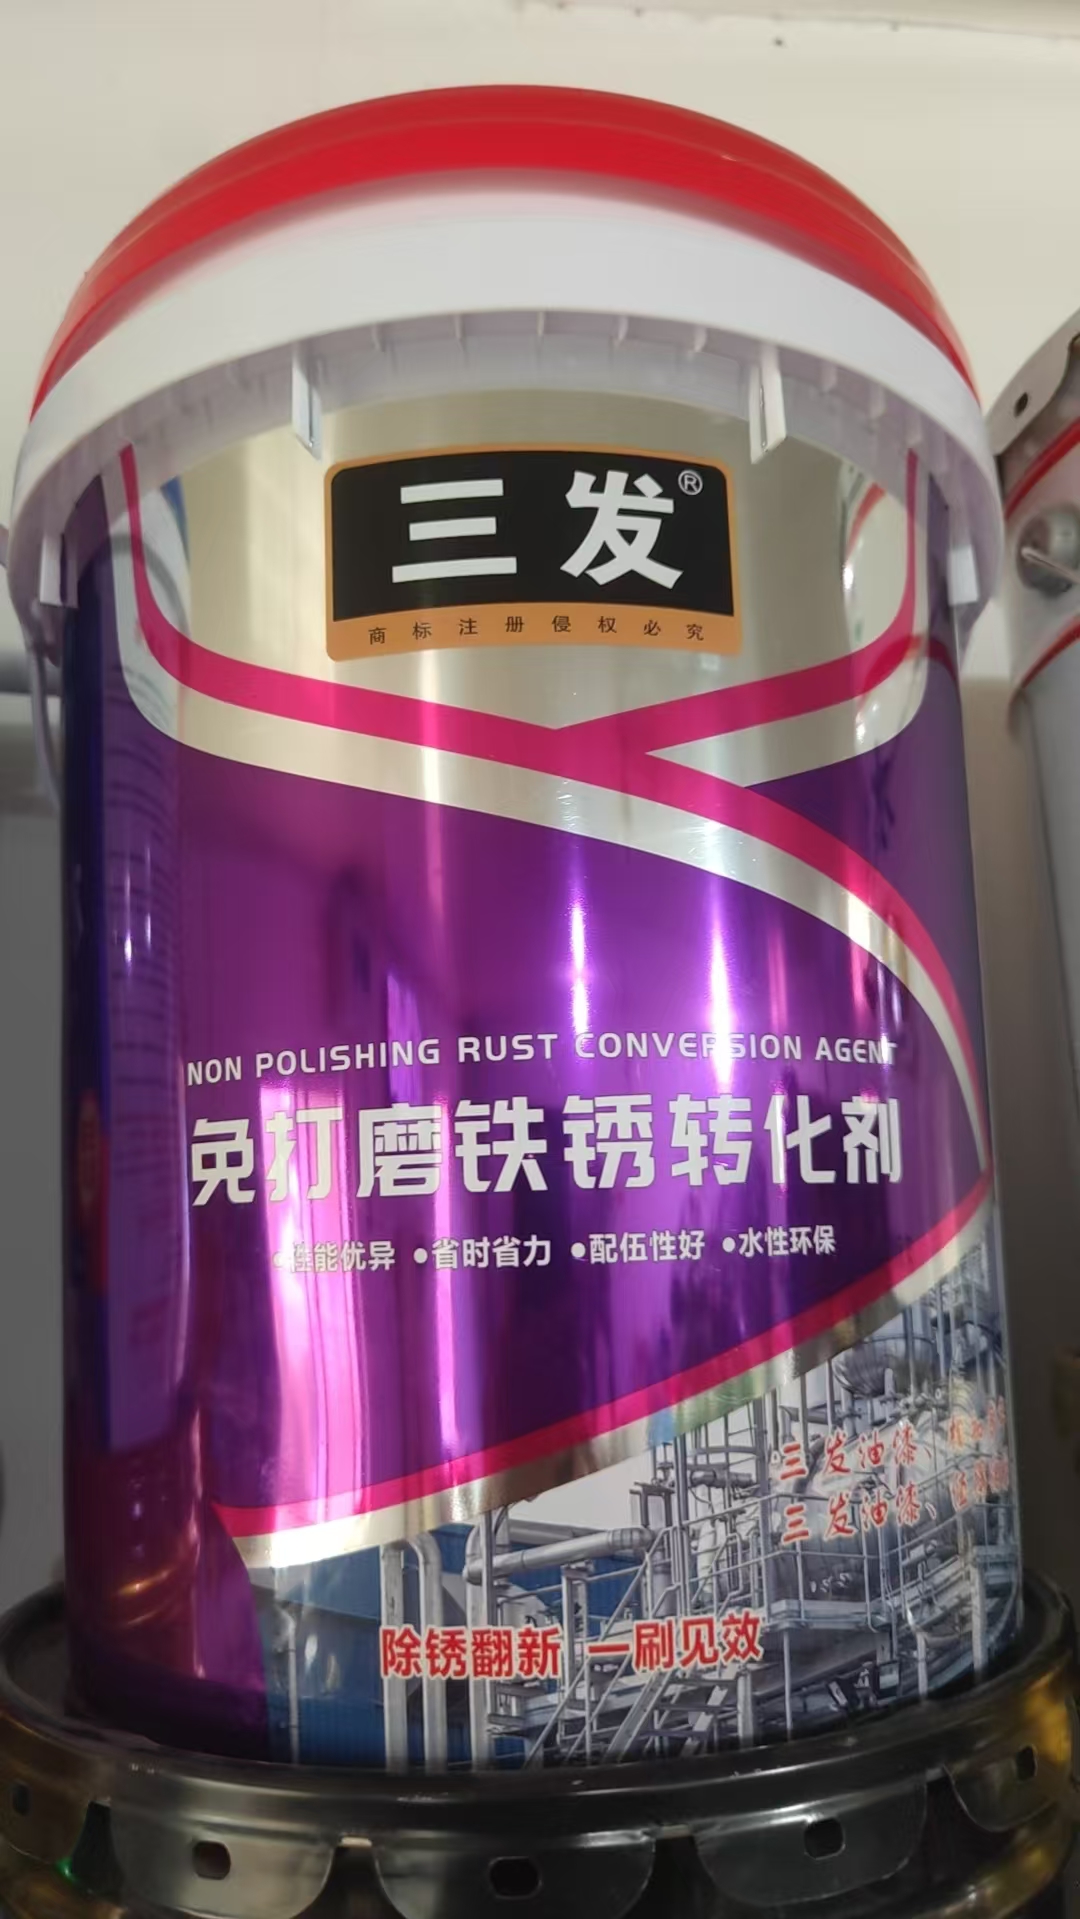 三发®
商标注册侵权必究
NON POLISHING RUST CONVERSION AGENT
免打磨铁锈转化剂
•性能优异 •省时省力 •配伍性好 •水性环保
三发油漆、
三发油漆、
除锈翻新 一刷见效